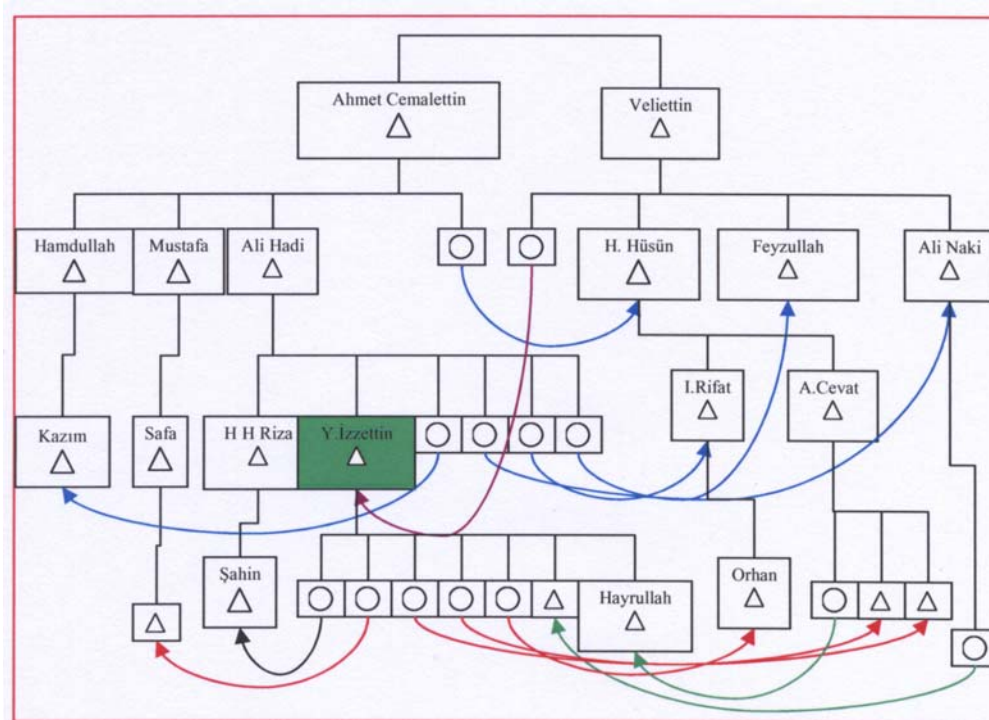 Ahmet Cemalettin
Veliettin
Hamdullah
Mustafa
Ali Hadi
H. Hüsün
Feyzullah
Ali Naki
I.Rifat
A.Cevat
Kazım
Safa
H H Riza
Y.İzzettin
Şahin
Hayrullah
Orhan